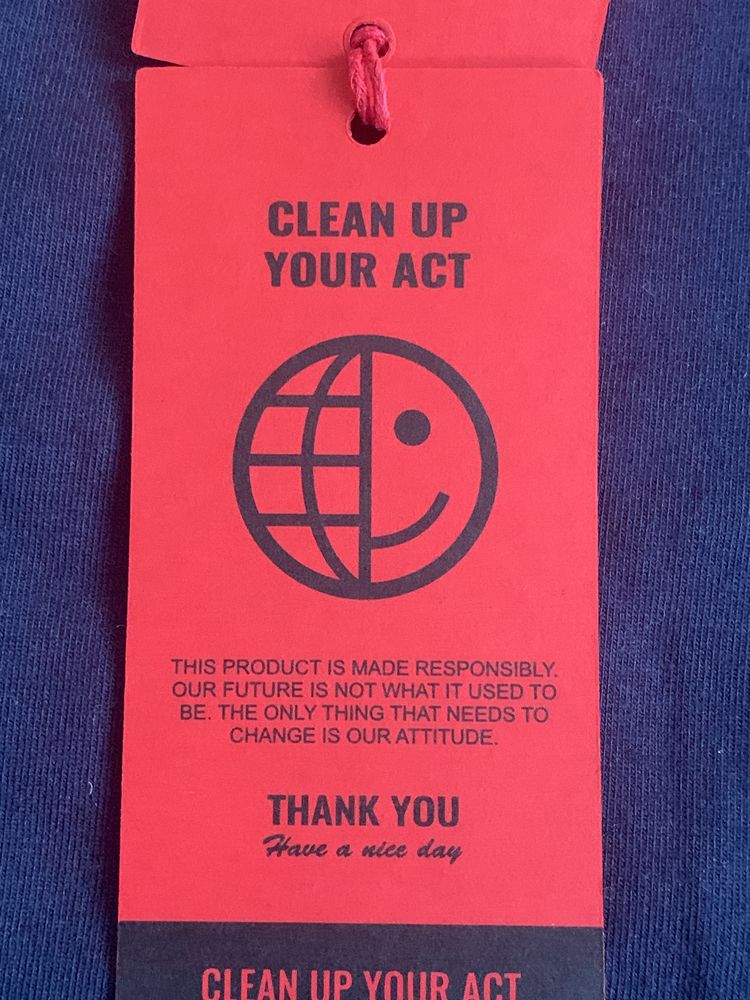 CLEAN UP
YOUR ACT
THIS PRODUCT IS MADE RESPONSIBLY.
OUR FUTURE IS NOT WHAT IT USED TO
BE. THE ONLY THING THAT NEEDS TO
CHANGE IS OUR ATTITUDE.
THANK YOU
Have a nice day
CLEAN UP YOUR ACT